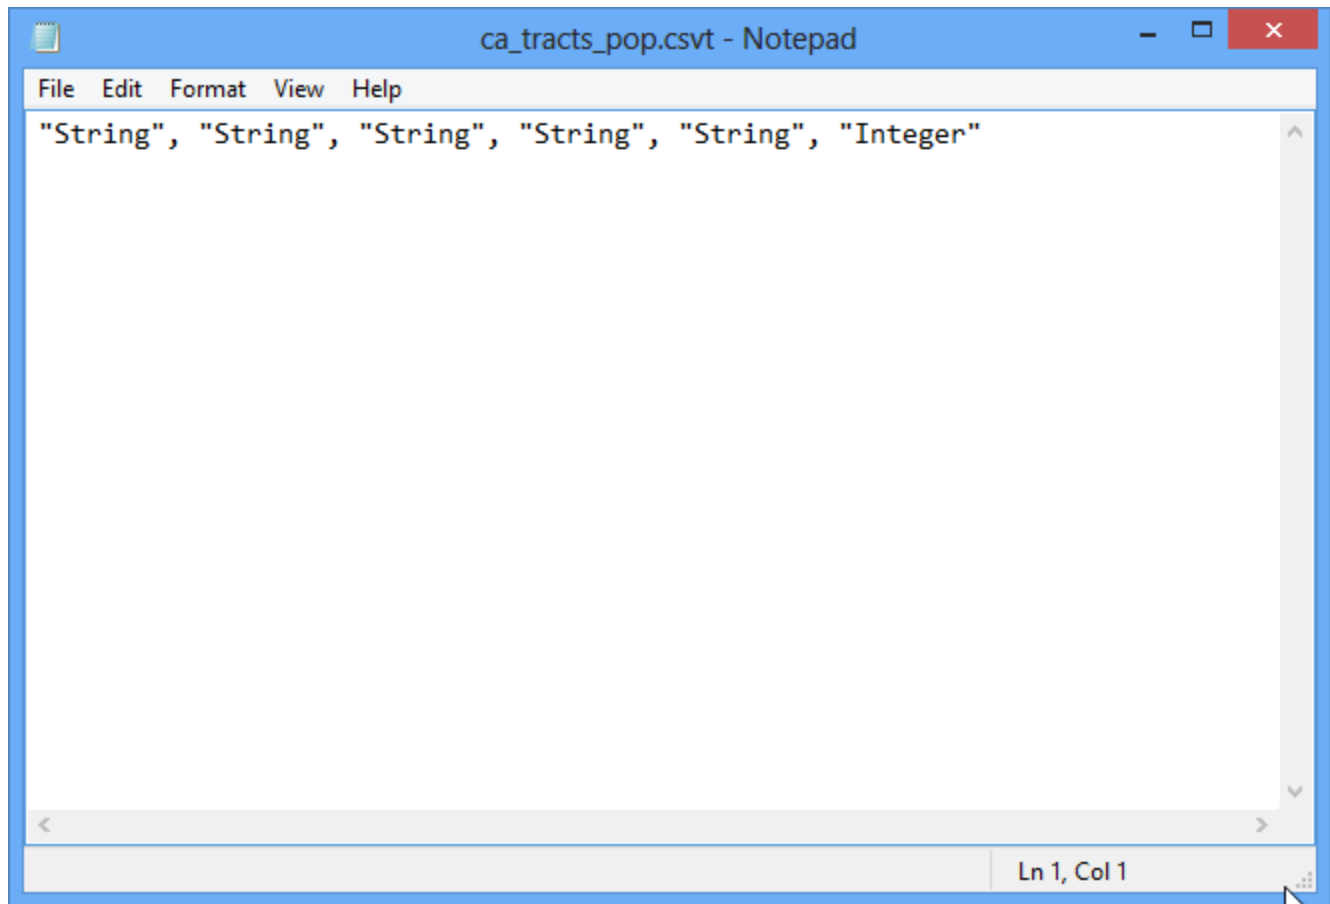 ca_tracts_pop.csvt - Notepad
File Edit Format View Help
"String", "String", "String", "String", "String", "Integer"
Ln 1, Col 1